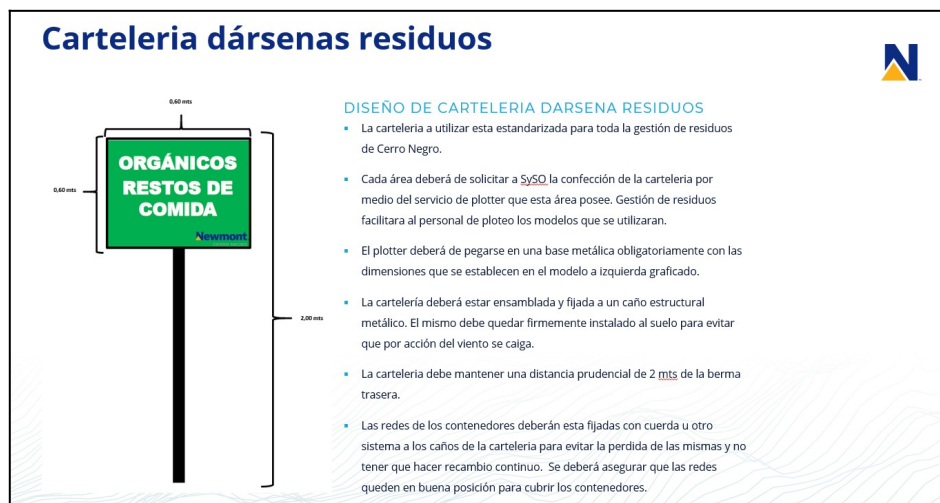 Carteleria dársenas residuos
0,60 mts
0,60 mts
ORGÁNICOS
RESTOS DE
COMIDA
Newmont
2,00 mts
DISEÑO DE CARTELERIA DARSENA RESIDUOS
▪ La carteleria a utilizar esta estandarizada para toda la gestión de residuos
de Cerro Negro.
▪ Cada área deberá de solicitar a SySO la confección de la carteleria por
medio del servicio de plotter que esta área posee. Gestión de residuos
facilitara al personal de ploteo los modelos que se utilizaran.
▪ El plotter deberá de pegarse en una base metálica obligatoriamente con las
dimensiones que se establecen en el modelo a izquierda graficado.
▪ La cartelería deberá estar ensamblada y fijada a un caño estructural
metálico. El mismo debe quedar firmemente instalado al suelo para evitar
que por acción del viento se caiga.
▪ La carteleria debe mantener una distancia prudencial de 2 mts de la berma
trasera.
▪ Las redes de los contenedores deberán esta fijadas con cuerda u otro
sistema a los caños de la carteleria para evitar la perdida de las mismas y no
tener que hacer recambio continuo. Se deberá asegurar que las redes
queden en buena posición para cubrir los contenedores.